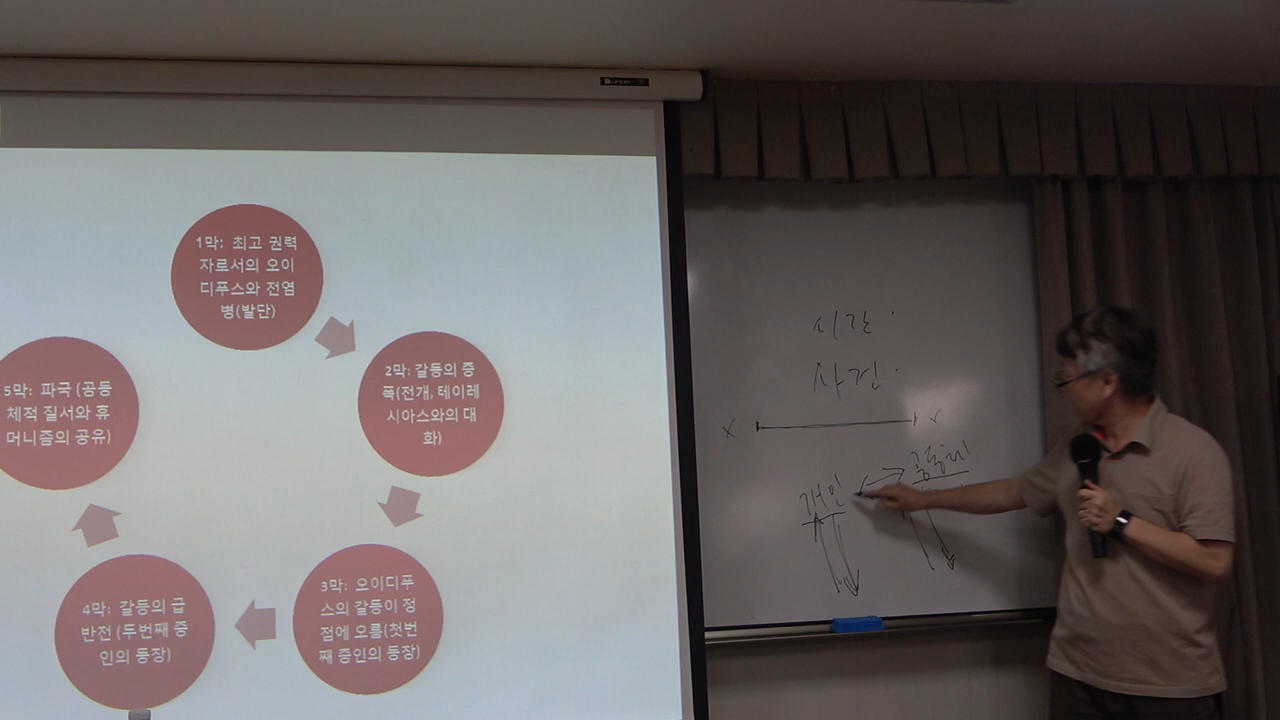 1막: 최고 권력
자로서의 오이
디푸스와 전염
병(발단)
2막: 갈등의 증
폭(전개, 테이레
시아스와의 대
화)
3막: 오이디푸
스의 갈등이 정
점에 오름(첫번
째 증인의 등장)
4막: 갈등의 급
반전 (두번째 증
인의 등장)
5막: 파국 (공동
체적 질서와 휴
머니즘의 공유)
시간
사건
개인
공동체